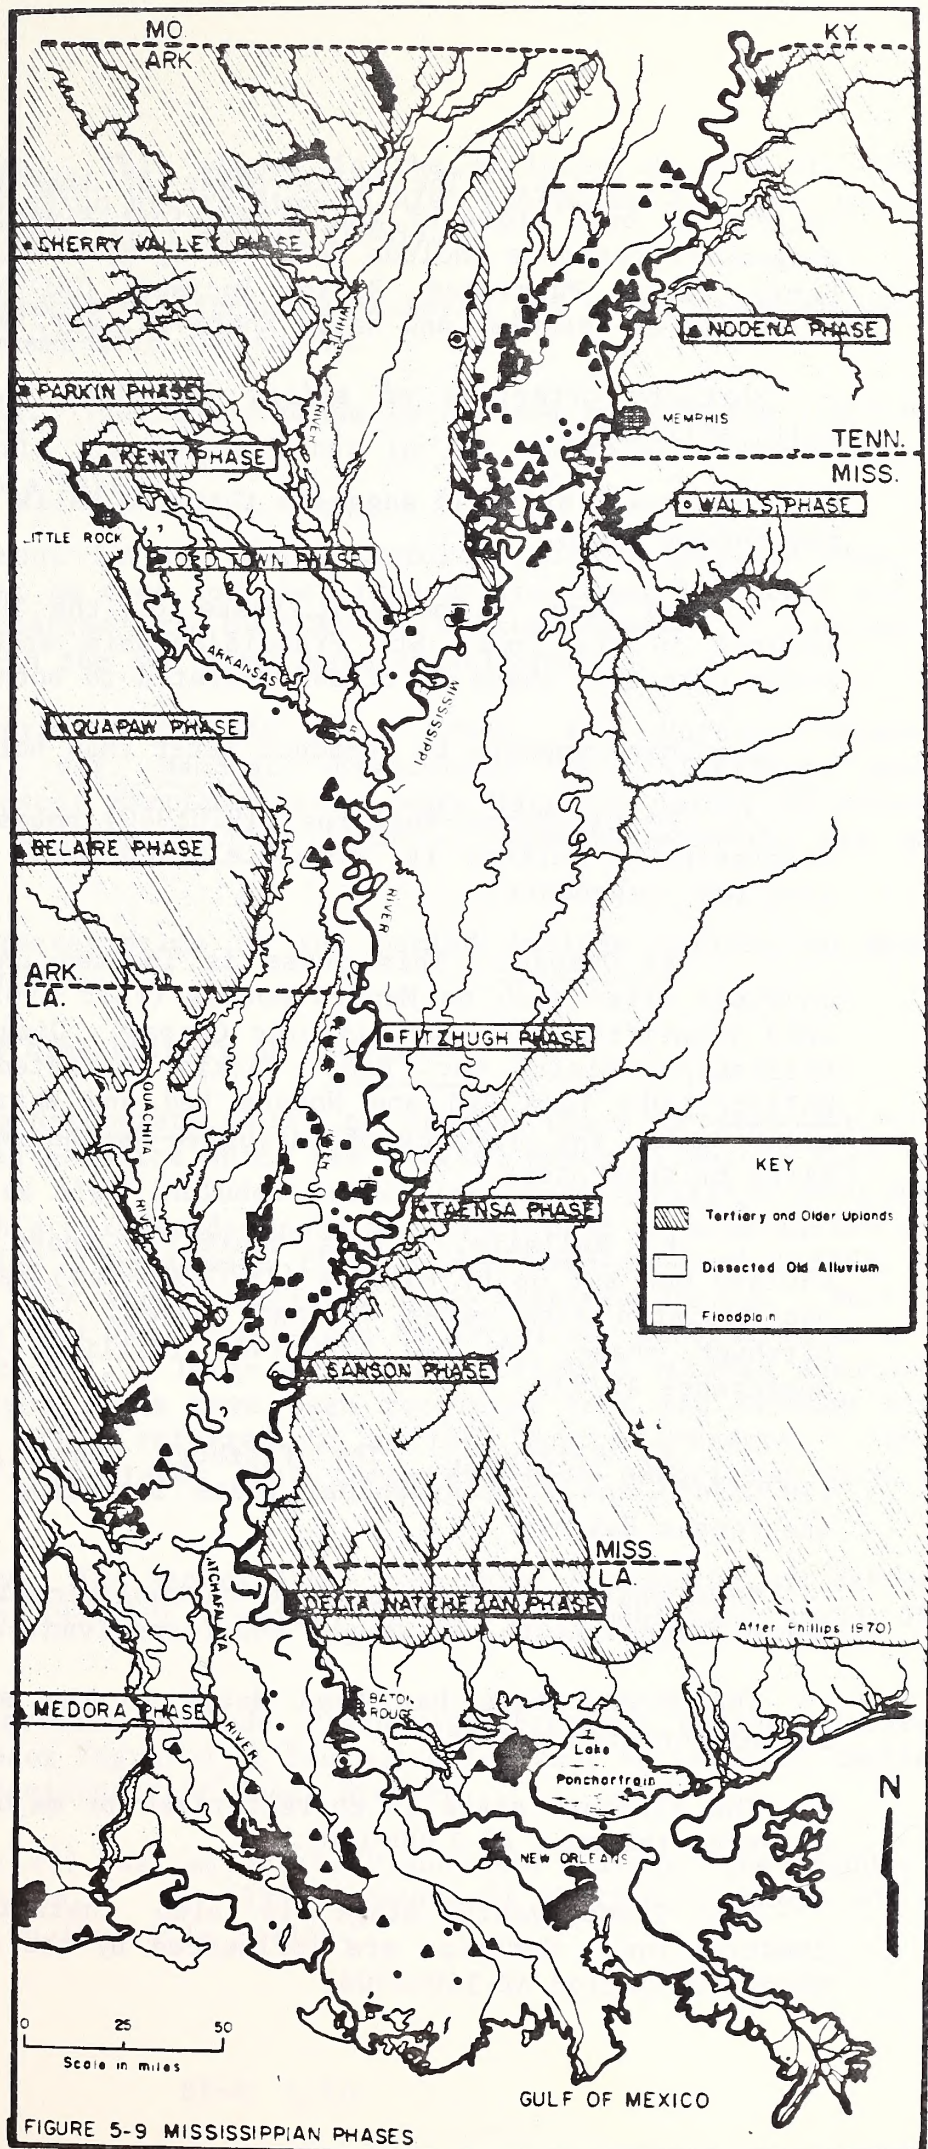 MO.
ARK.
KY.
CHERRY VALLEY PHASE
WHITE
RIVER
NODENA PHASE
PARKIN PHASE
MEMPHIS
TENN.
MISS.
KENT PHASE
WALLS PHASE
LITTLE ROCK
OLD TOWN PHASE
ARKANSAS
MISSISSIPPI
QUAPAW PHASE
BELAIRE PHASE
RIVER
ARK.
LA.
FITZHUGH PHASE
OUACHITA
RIVER
KEY
Tertiary and Older Uplands
Dissected Old Alluvium
Floodplain
TAENSA PHASE
SANSON PHASE
MISS.
LA.
ATCHAFALAYA
RIVER
DELTA NATCHEZAN PHASE
After Phillips 1970)
MEDORA PHASE
BATON
ROUGE
Lake
Ponchartrain
N
NEW ORLEANS
0 25 50
Scale in miles
GULF OF MEXICO
FIGURE 5-9 MISSISSIPPIAN PHASES